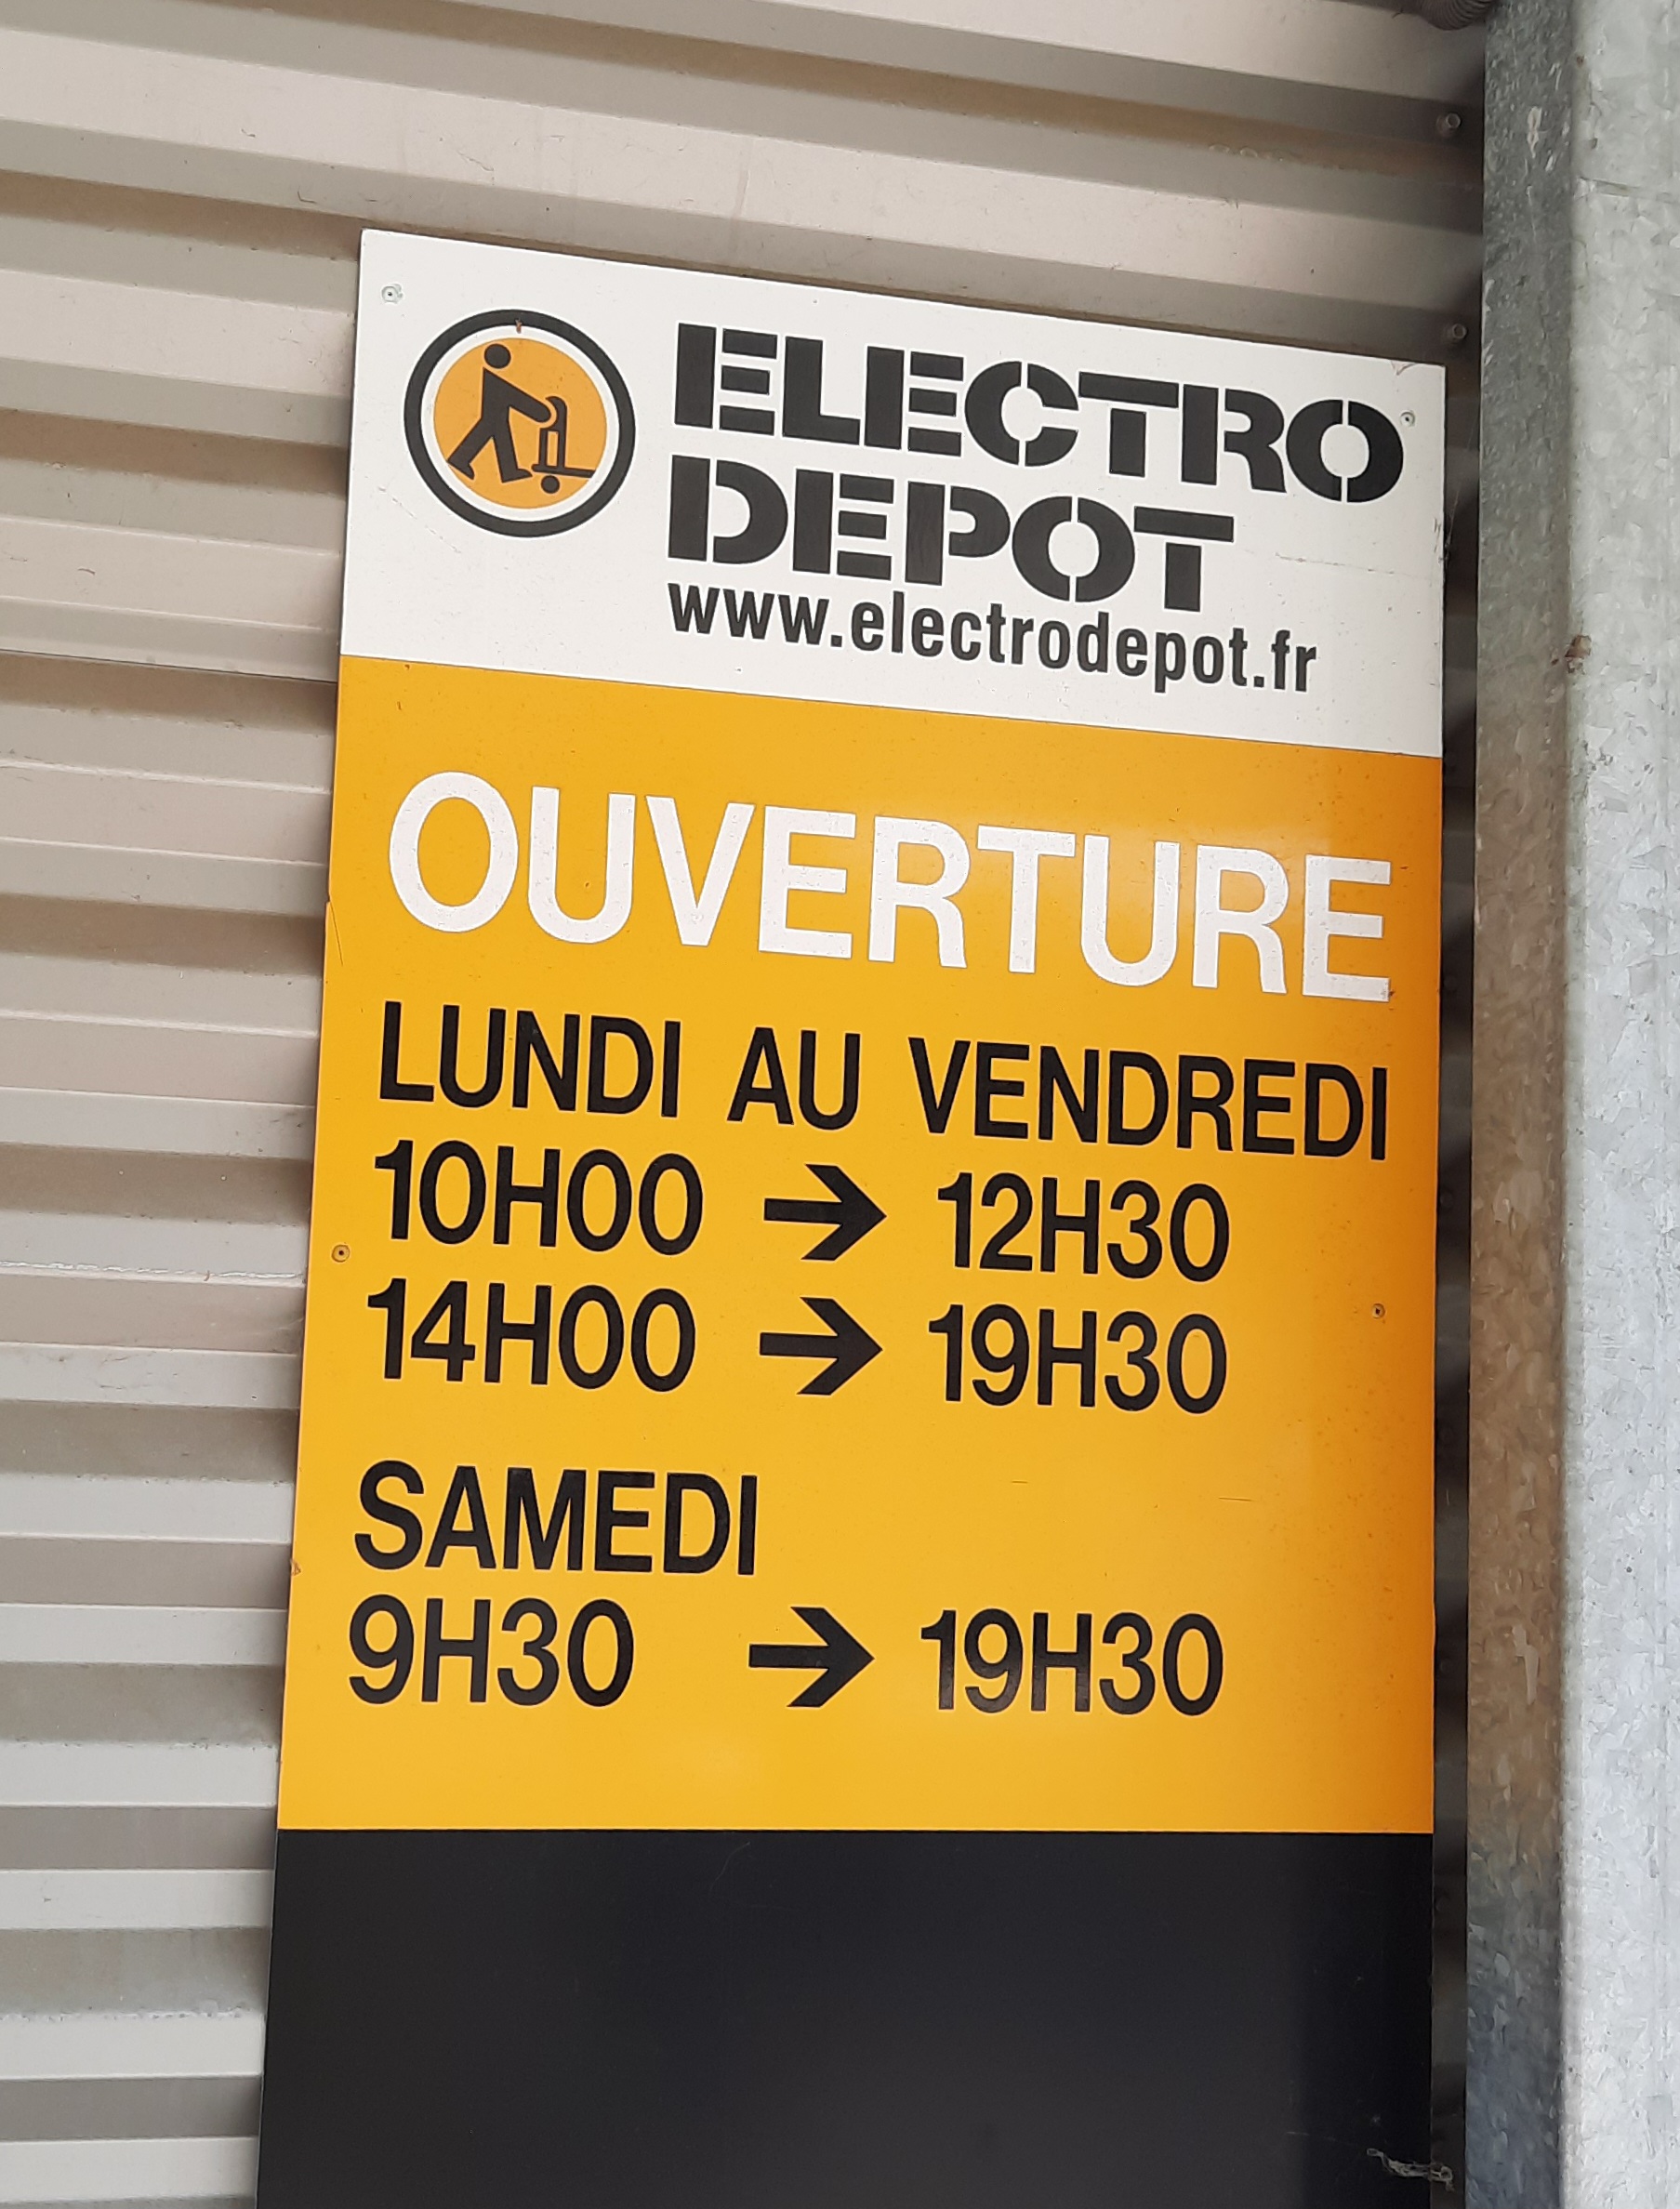 ELECTRO
DEPOT
www.electrodepot.fr
OUVERTURE
LUNDI AU VENDREDI
10H00 → 12H30
14H00 → 19H30
SAMEDI
9H30 → 19H30